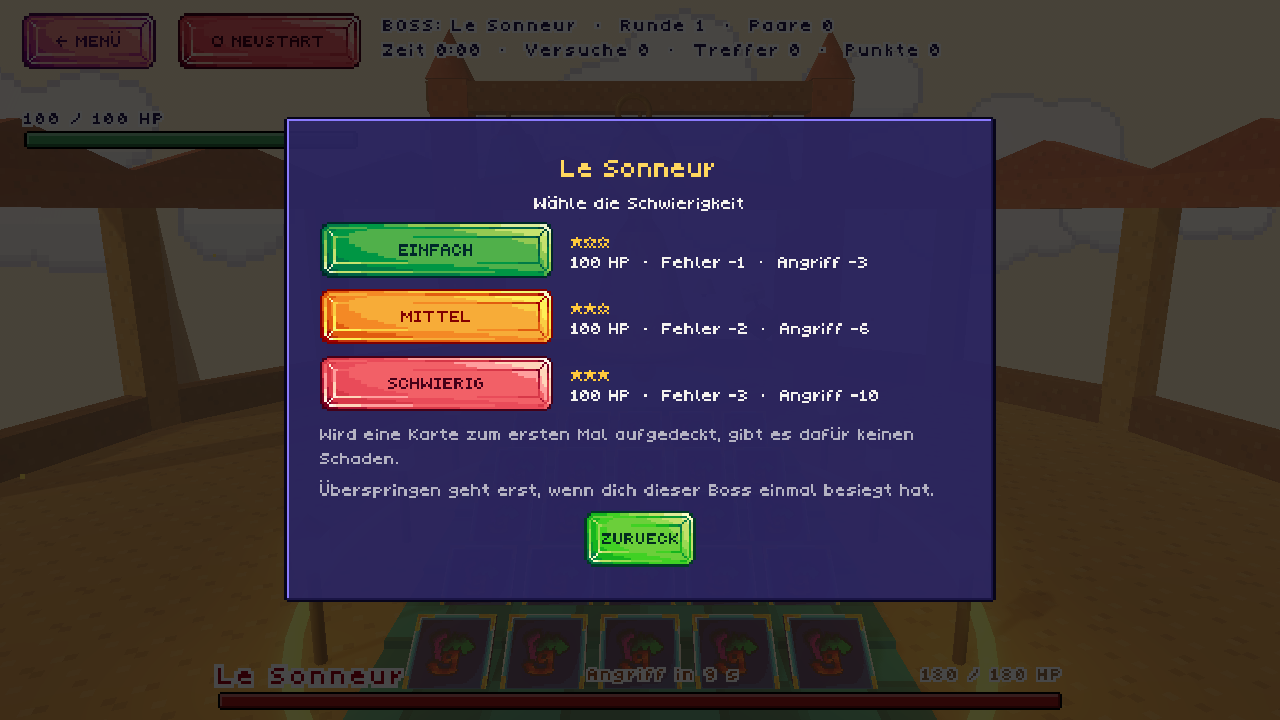 ← MENÜ
↻ NEUSTART
BOSS: Le Sonneur · Runde 1 · Paare 0
Zeit 0:00 · Versuche 0 · Treffer 0 · Punkte 0
100 / 100 HP
Le Sonneur
Wähle die Schwierigkeit
EINFACH
★☆☆
100 HP · Fehler -1 · Angriff -3
MITTEL
★★☆
100 HP · Fehler -2 · Angriff -6
SCHWIERIG
★★★
100 HP · Fehler -3 · Angriff -10
Wird eine Karte zum ersten Mal aufgedeckt, gibt es dafür keinen
Schaden.
Überspringen geht erst, wenn dich dieser Boss einmal besiegt hat.
ZURUECK
Le Sonneur
Angriff in 9 s
130 / 130 HP